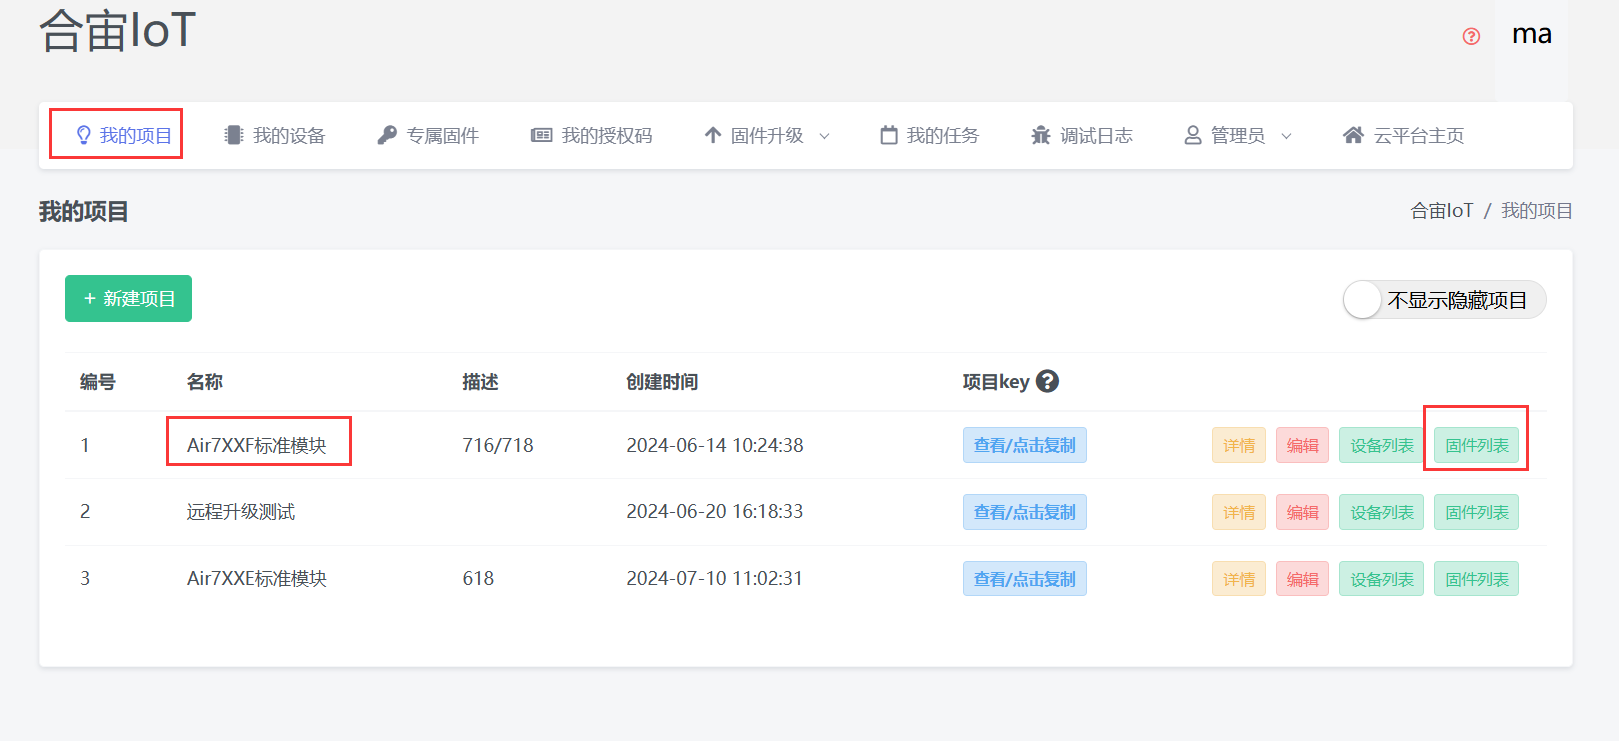 合宙IoT
ma
我的项目 我的设备 专属固件 我的授权码 固件升级 我的任务 调试日志 管理员 云平台主页
我的项目
合宙IoT / 我的项目
+ 新建项目
不显示隐藏项目
编号 名称 描述 创建时间 项目key
1 Air7XXF标准模块 716/718 2024-06-14 10:24:38 查看/点击复制 详情 编辑 设备列表 固件列表
2 远程升级测试 2024-06-20 16:18:33 查看/点击复制 详情 编辑 设备列表 固件列表
3 Air7XXE标准模块 618 2024-07-10 11:02:31 查看/点击复制 详情 编辑 设备列表 固件列表